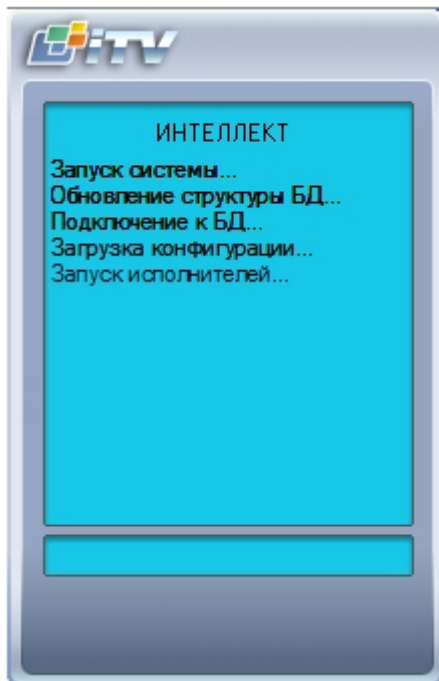 iTV
ИНТЕЛЛЕКТ
Запуск системы...
Обновление структуры БД...
Подключение к БД...
Загрузка конфигурации...
Запуск исполнителей...